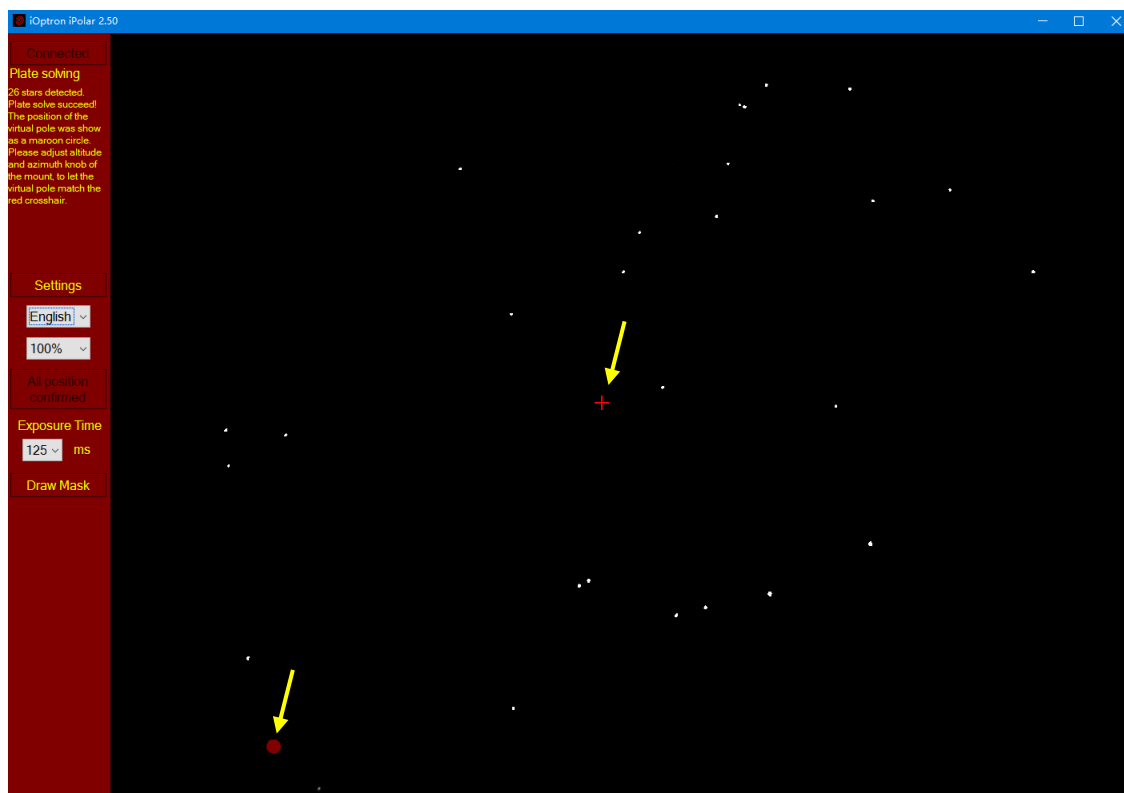 iOptron iPolar 2.50
Connected
Plate solving
26 stars detected.
Plate solve succeed!
The position of the
virtual pole was show
as a maroon circle.
Please adjust altitude
and azimuth knob of
the mount, to let the
virtual pole match the
red crosshair.
Settings
English
100%
All position
confirmed
Exposure Time
125 ms
Draw Mask